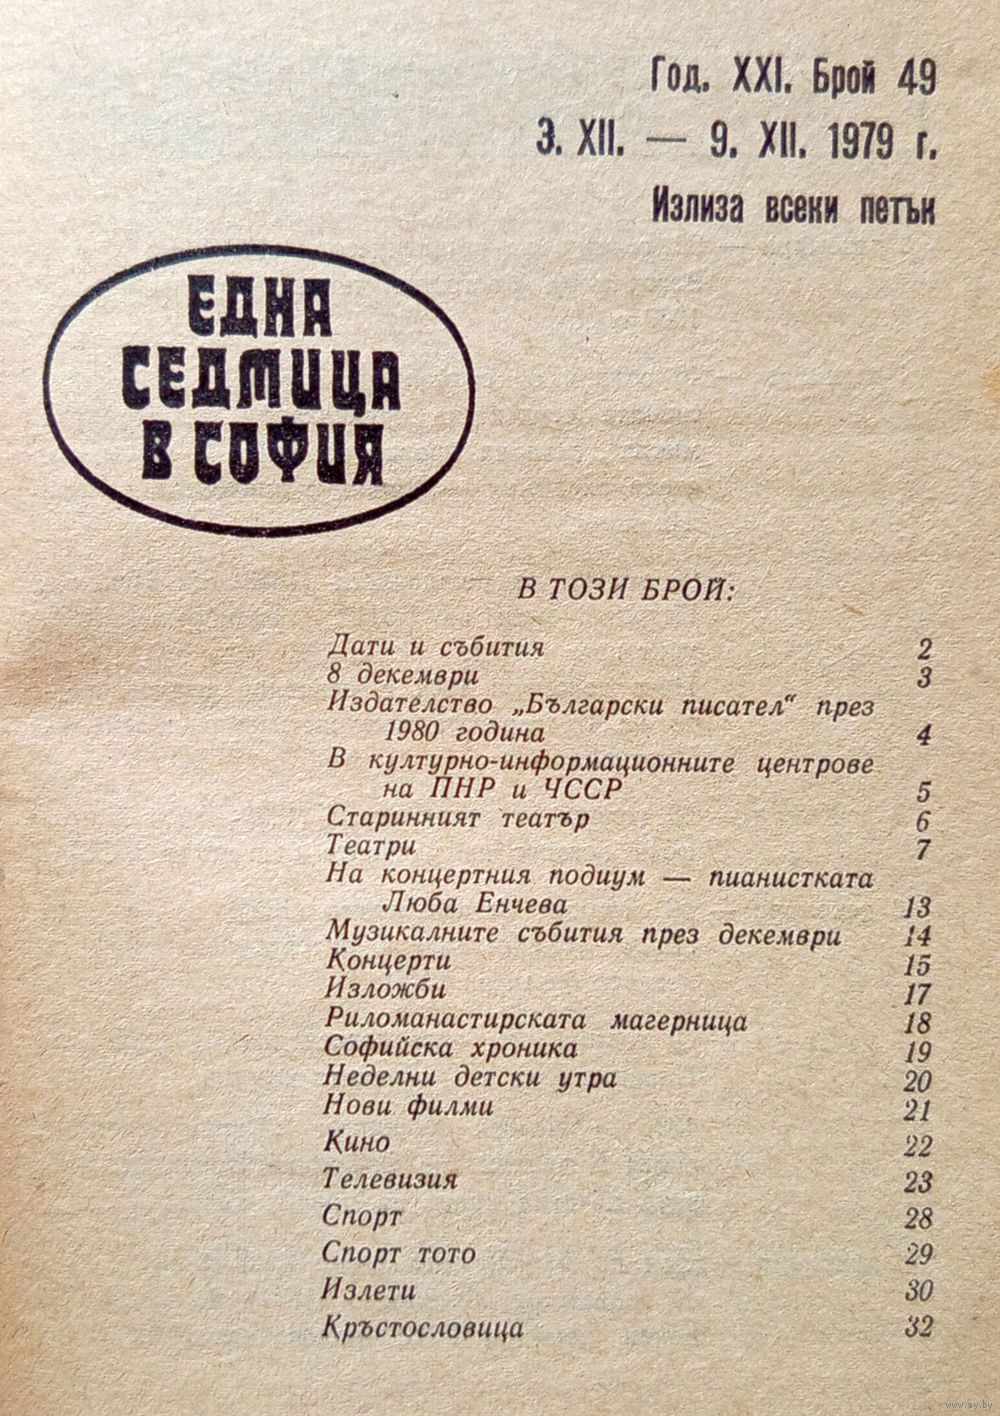 Год. XXI. Брой 49
3. XII. — 9. XII. 1979 г.
Излиза всеки петък
ЕДНА
СЕДМИЦА
В СОФИЯ
В ТОЗИ БРОЙ:
Дати и събития 2
8 декември 3
Издателство „Български писател“ през
1980 година 4
В културно-информационните центрове
на ПНР и ЧССР 5
Старинният театър 6
Театри 7
На концертния подиум — пианистката
Люба Енчева 13
Музикалните събития през декември 14
Концерти 15
Изложби 17
Риломанастирската магерница 18
Софийска хроника 19
Неделни детски утра 20
Нови филми 21
Кино 22
Телевизия 23
Спорт 28
Спорт тото 29
Излети 30
Кръстословица 32
www.ay.by